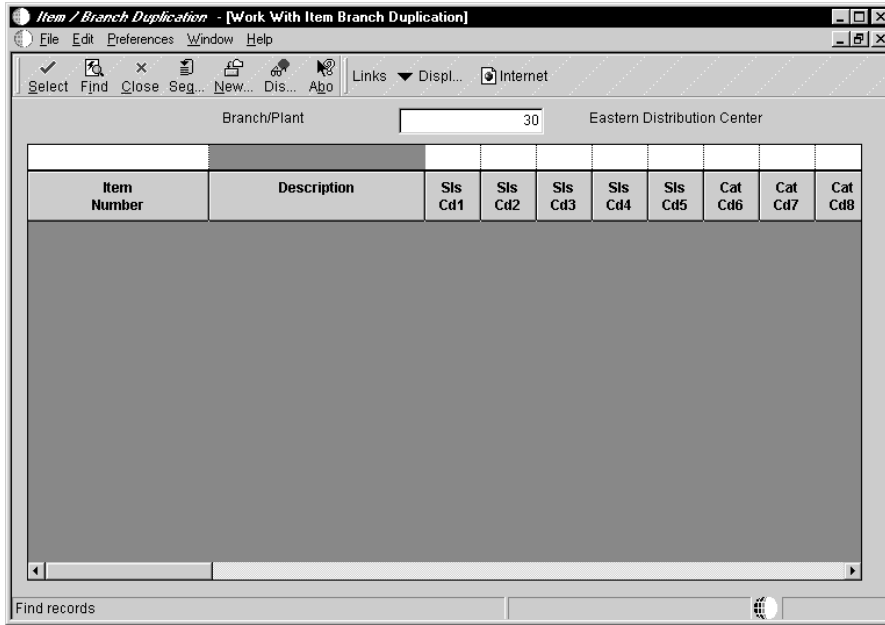 Item / Branch Duplication - [Work With Item Branch Duplication]
File Edit Preferences Window Help
Select Find Close Seq... New... Dis... Abo Links Displ... Internet
Branch/Plant 30 Eastern Distribution Center
Item Number Description Sls Cd1 Sls Cd2 Sls Cd3 Sls Cd4 Sls Cd5 Cat Cd6 Cat Cd7 Cat Cd8
Find records